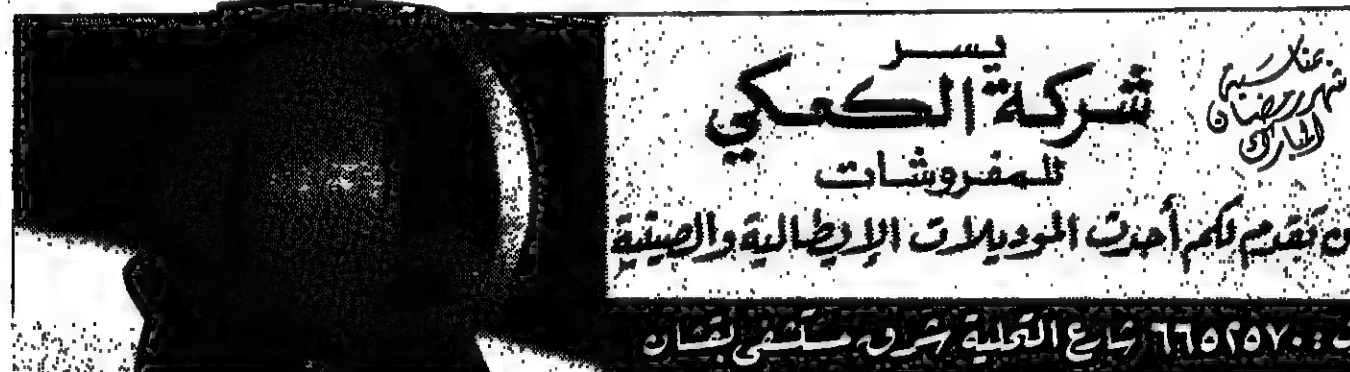 بمناسبة
شهر رمضان
المبارك
يسر
شركة الكعكي
للمفروشات
أن تقدم لكم أحدث الموديلات الإيطالية والصينية
ت : ٦٦٥٢٥٧٠ شارع التحلية شرق مستشفى بقشان